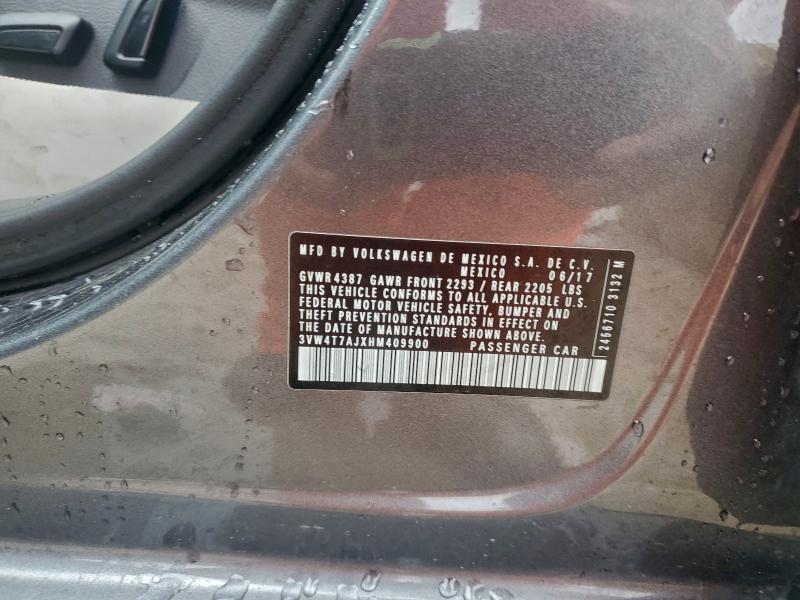 MFD BY VOLKSWAGEN DE MEXICO S.A. DE C.V.
MEXICO 06/17
GVWR 4387 GAWR FRONT 2293 / REAR 2205 LBS
THIS VEHICLE CONFORMS TO ALL APPLICABLE U.S.
FEDERAL MOTOR VEHICLE SAFETY, BUMPER AND
THEFT PREVENTION STANDARDS IN EFFECT ON
THE DATE OF MANUFACTURE SHOWN ABOVE.
3VW4T7AJXHM409900 PASSENGER CAR
2456710 3132 M